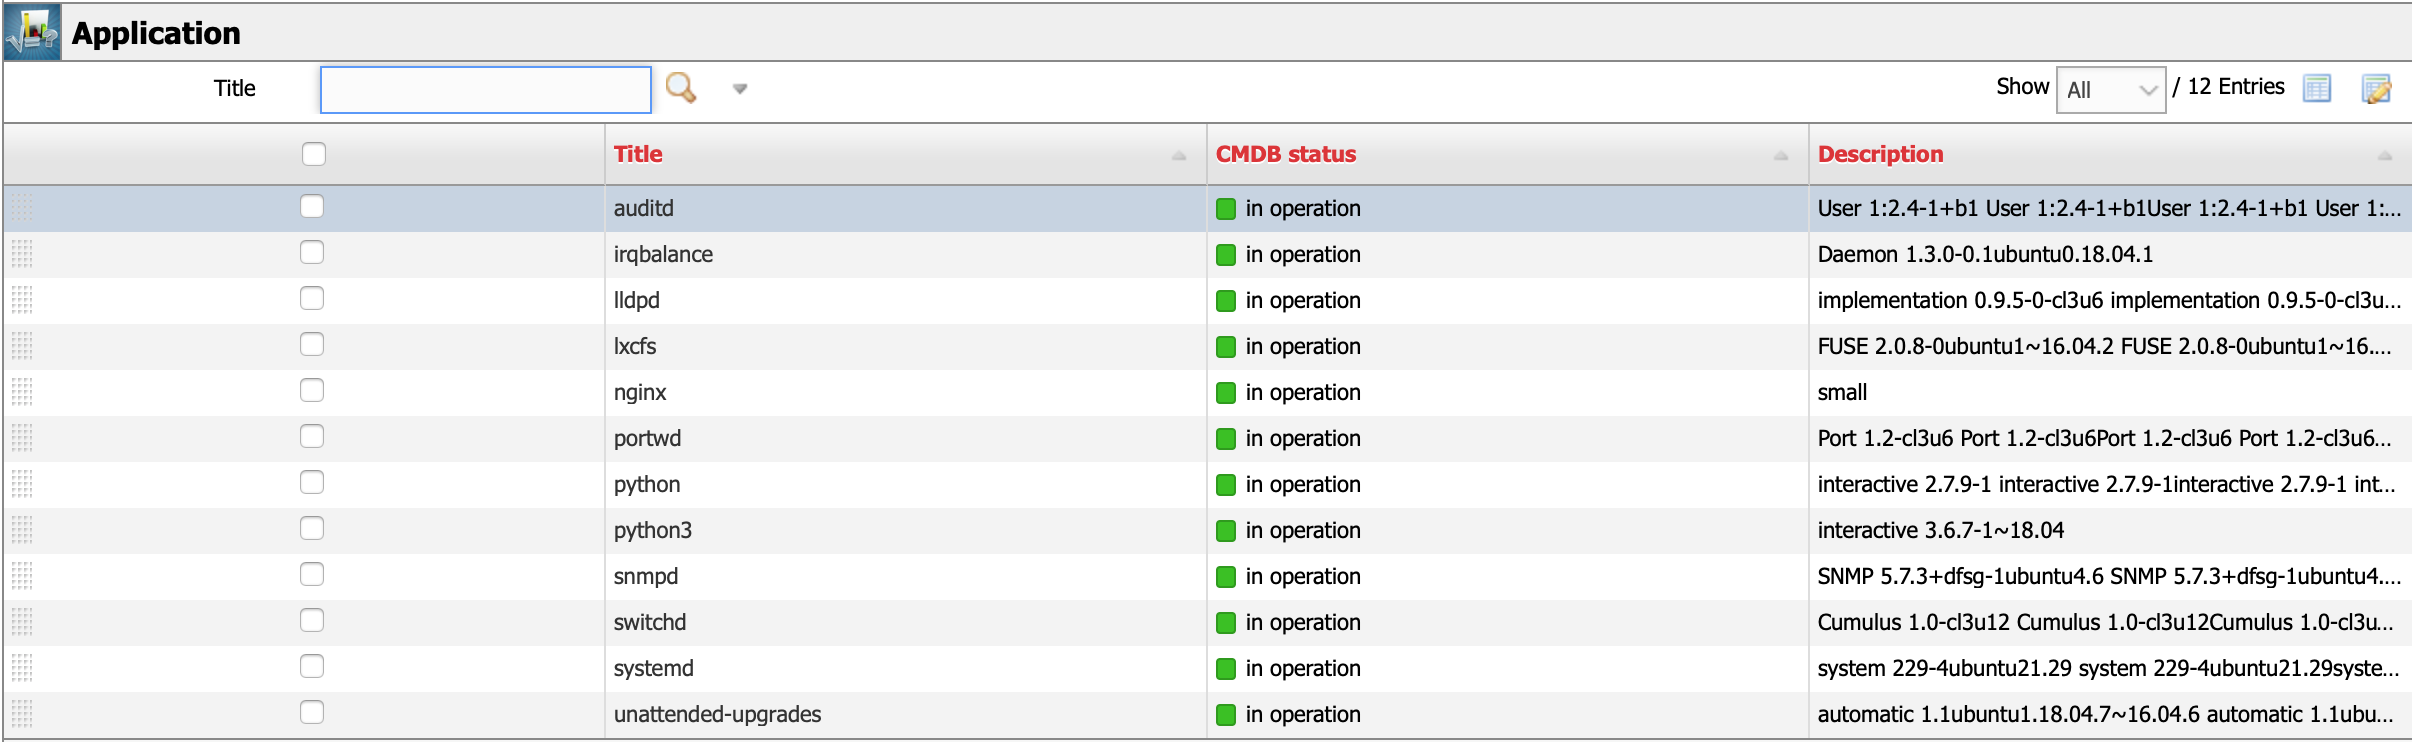 Application
Title Show All / 12 Entries
Title CMDB status Description
auditd in operation User 1:2.4-1+b1 User 1:2.4-1+b1User 1:2.4-1+b1 User 1:...
irqbalance in operation Daemon 1.3.0-0.1ubuntu0.18.04.1
lldpd in operation implementation 0.9.5-0-cl3u6 implementation 0.9.5-0-cl3u...
lxcfs in operation FUSE 2.0.8-0ubuntu1~16.04.2 FUSE 2.0.8-0ubuntu1~16....
nginx in operation small
portwd in operation Port 1.2-cl3u6 Port 1.2-cl3u6Port 1.2-cl3u6 Port 1.2-cl3u6...
python in operation interactive 2.7.9-1 interactive 2.7.9-1interactive 2.7.9-1 int...
python3 in operation interactive 3.6.7-1~18.04
snmpd in operation SNMP 5.7.3+dfsg-1ubuntu4.6 SNMP 5.7.3+dfsg-1ubuntu4....
switchd in operation Cumulus 1.0-cl3u12 Cumulus 1.0-cl3u12Cumulus 1.0-cl3u...
systemd in operation system 229-4ubuntu21.29 system 229-4ubuntu21.29syste...
unattended-upgrades in operation automatic 1.1ubuntu1.18.04.7~16.04.6 automatic 1.1ubu...